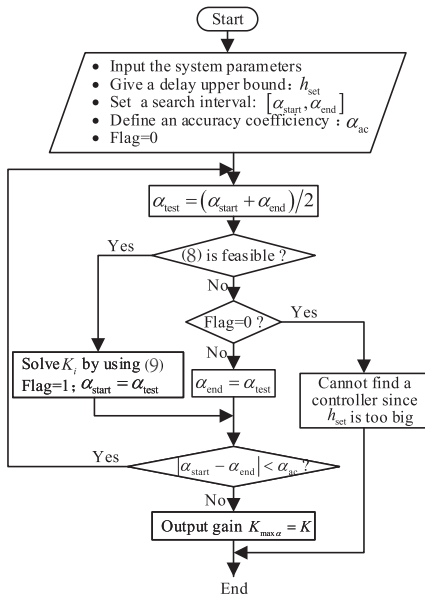 Start
• Input the system parameters
• Give a delay upper bound: h_set
• Set a search interval: [α_start, α_end]
• Define an accuracy coefficiency : α_ac
• Flag=0
α_test = (α_start + α_end)/2
Yes
(8) is feasible ?
No
Flag=0 ?
Yes
No
Solve K_i by using (9)
Flag=1; α_start = α_test
α_end = α_test
Cannot find a
controller since
h_set is too big
Yes
|α_start − α_end| < α_ac ?
No
Output gain K_max α = K
End